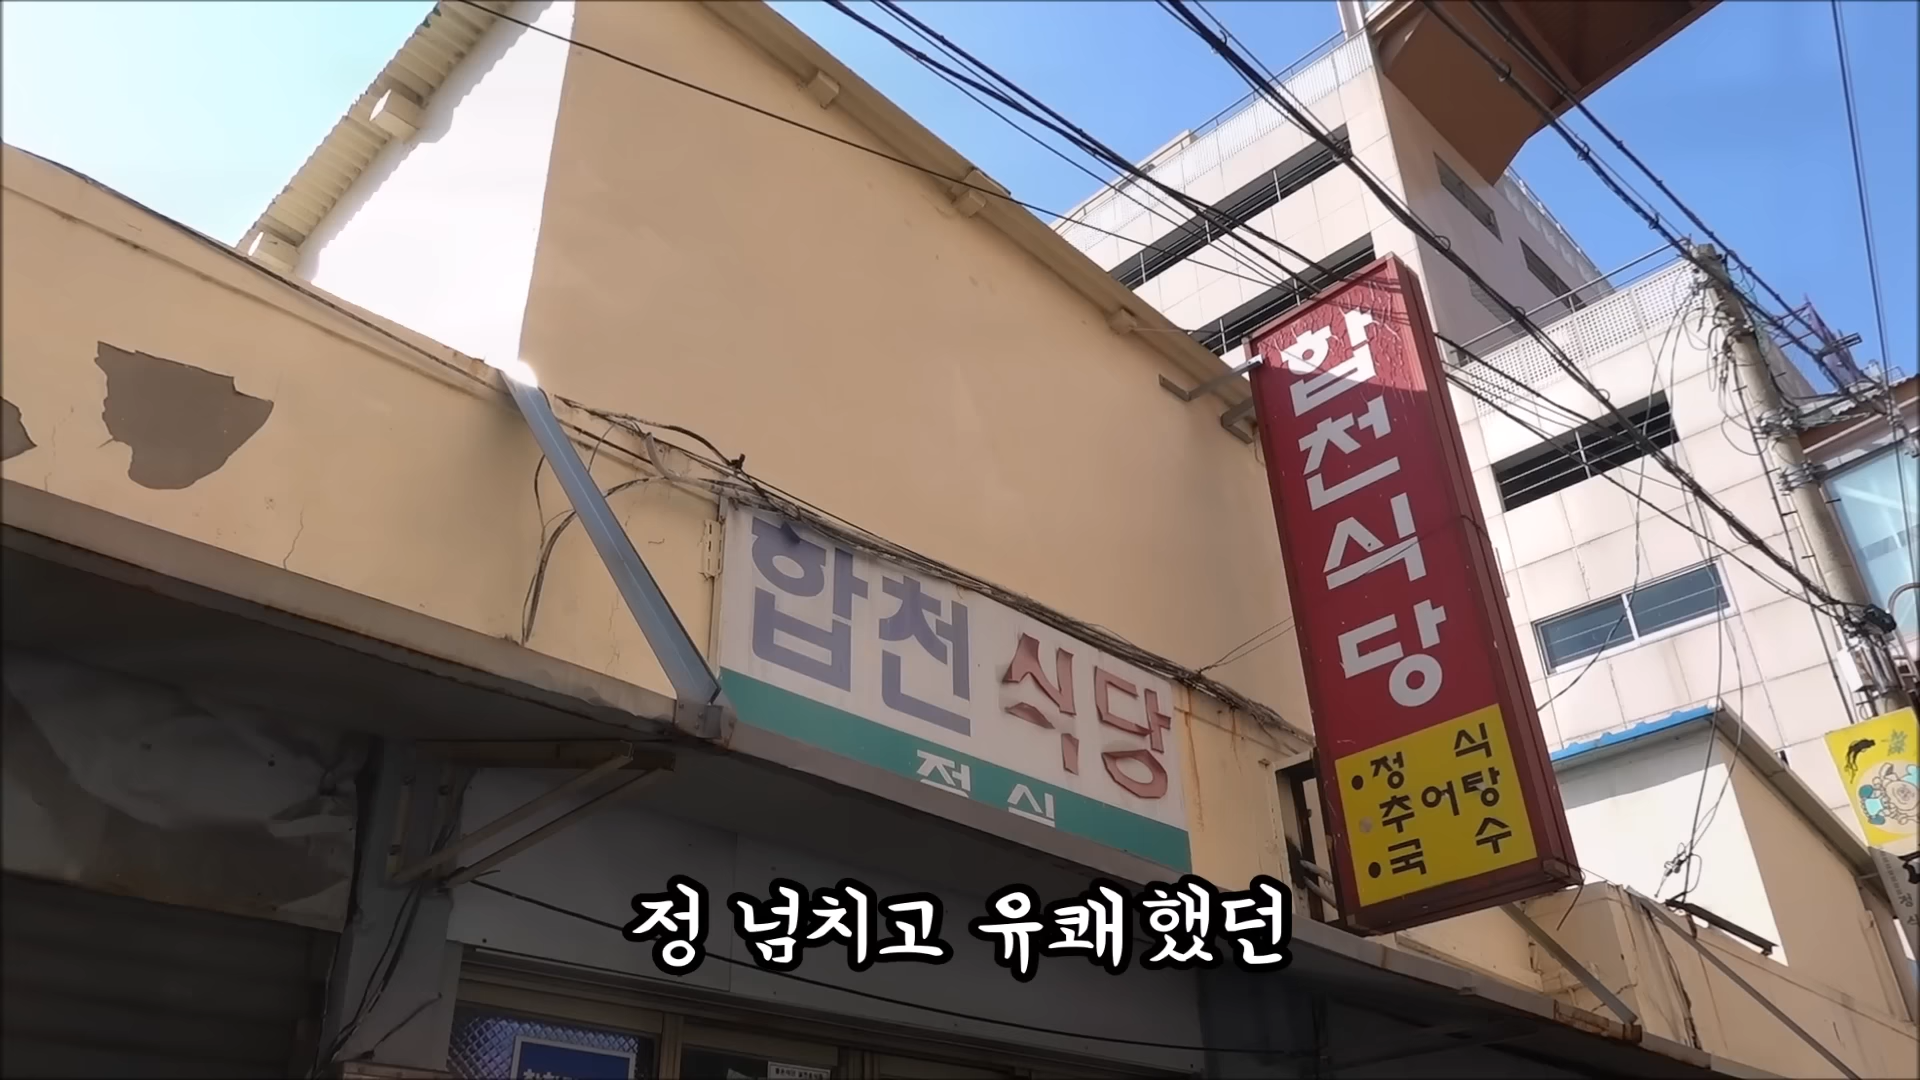 합천식당
정식
합천식당
•정식
추어탕
•국수
정 넘치고 유쾌했던